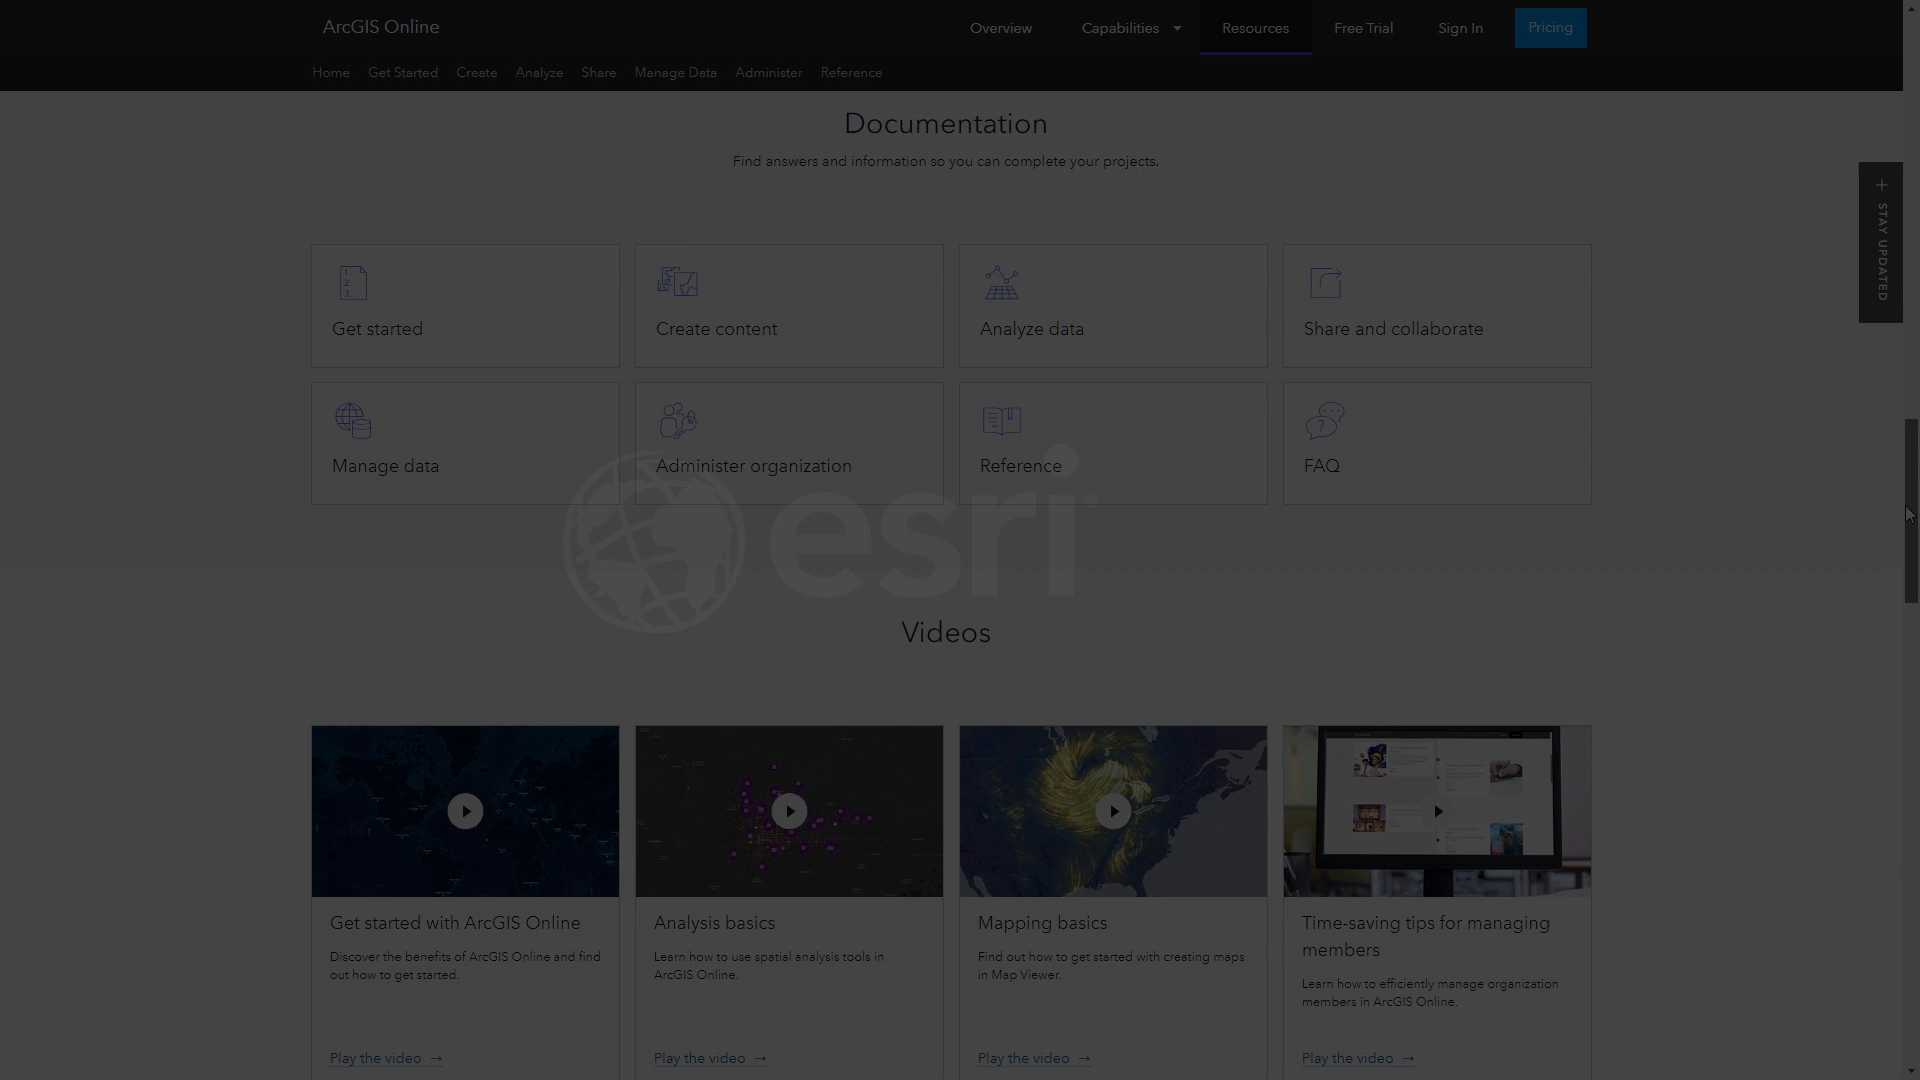 ArcGIS Online
Overview
Capabilities
Resources
Free Trial
Sign In
Pricing
Home
Get Started
Create
Analyze
Share
Manage Data
Administer
Reference
Documentation
Find answers and information so you can complete your projects.
STAY UPDATED
Get started
Create content
Analyze data
Share and collaborate
Manage data
Administer organization
Reference
FAQ
esri
Videos
Get started with ArcGIS Online
Discover the benefits of ArcGIS Online and find
out how to get started.
Play the video →
Analysis basics
Learn how to use spatial analysis tools in
ArcGIS Online.
Play the video →
Mapping basics
Find out how to get started with creating maps
in Map Viewer.
Play the video →
Time-saving tips for managing
members
Learn how to efficiently manage organization
members in ArcGIS Online.
Play the video →